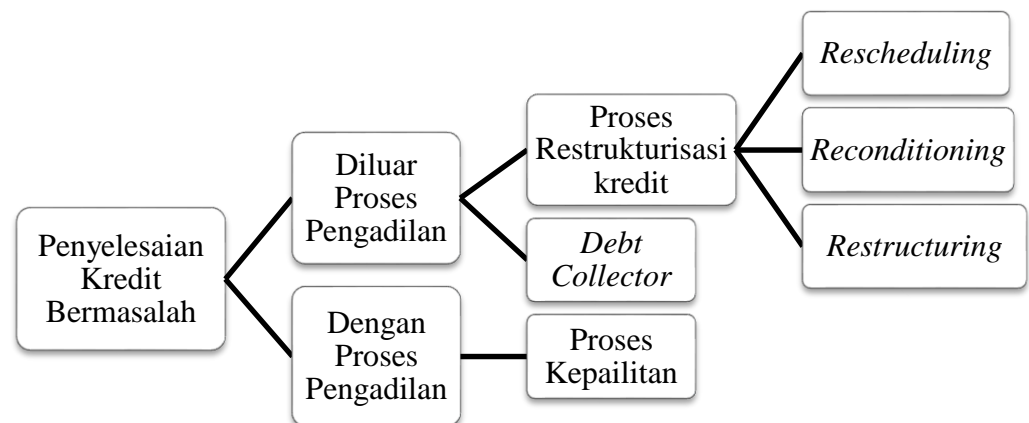 Penyelesaian
Kredit
Bermasalah
Diluar
Proses
Pengadilan
Proses
Restrukturisasi
kredit
Rescheduling
Reconditioning
Restructuring
Debt
Collector
Dengan
Proses
Pengadilan
Proses
Kepailitan